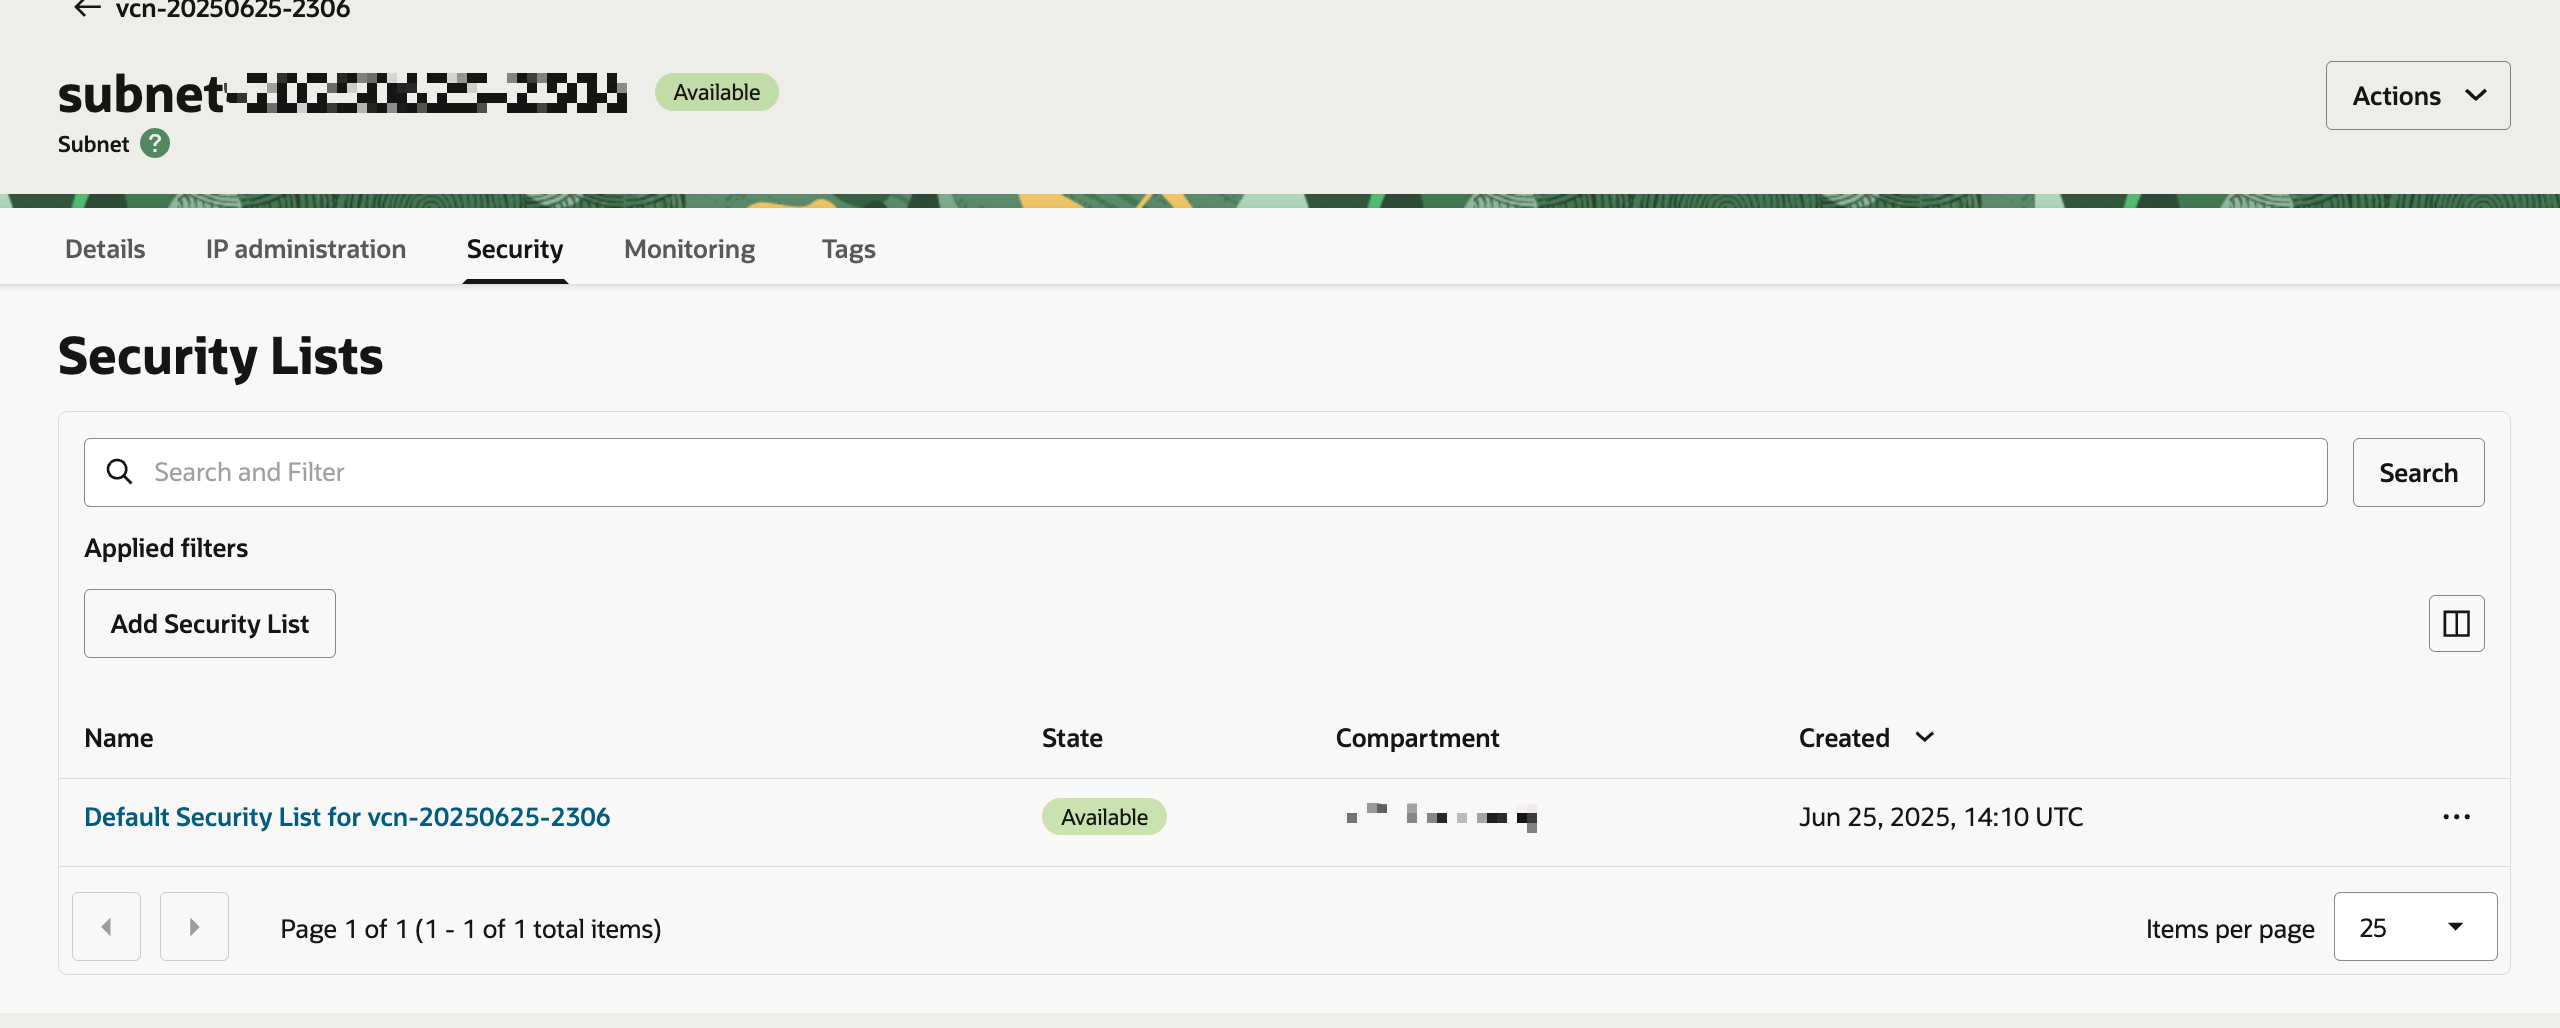 ← vcn-20250625-2306
subnet
Available
Actions
Subnet ?
Details IP administration Security Monitoring Tags
Security Lists
Search and Filter
Search
Applied filters
Add Security List
Name State Compartment Created
Default Security List for vcn-20250625-2306 Available Jun 25, 2025, 14:10 UTC ...
Page 1 of 1 (1 - 1 of 1 total items)
Items per page 25